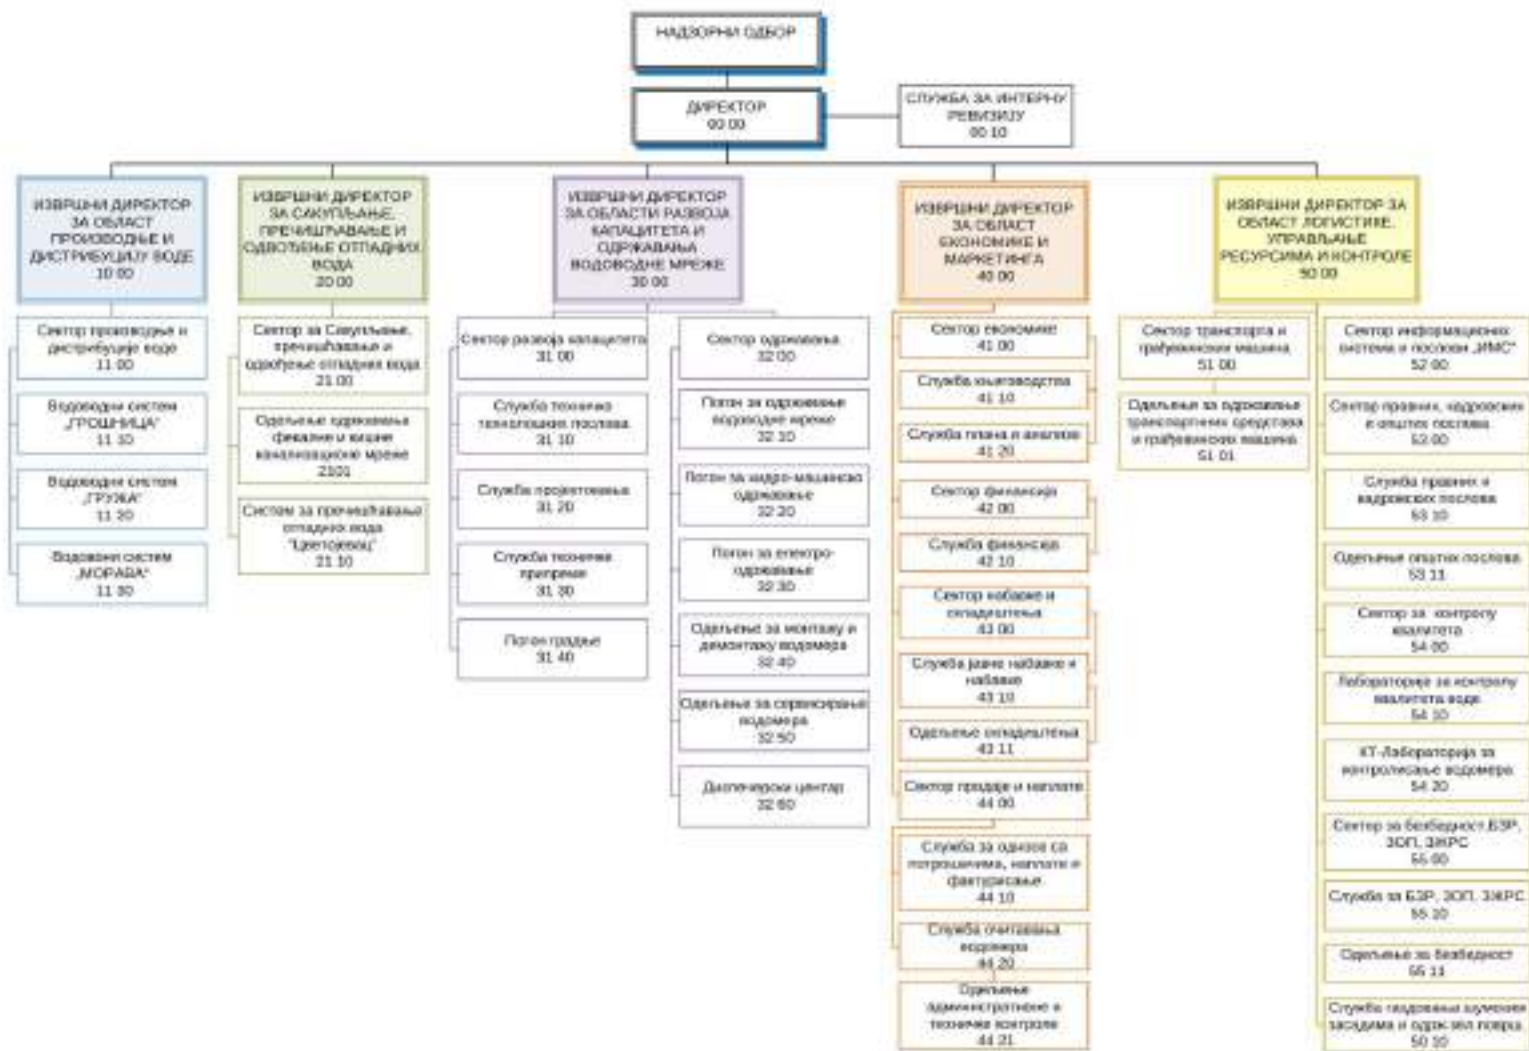 НАДЗОРНИ ОДБОР
ДИРЕКТОР
00 00
СЛУЖБА ЗА ИНТЕРНУ
РЕВИЗИЈУ
00 10
ИЗВРШНИ ДИРЕКТОР
ЗА ОБЛАСТ
ПРОИЗВОДЊЕ И
ДИСТРИБУЦИЈУ ВОДЕ
10 00
Сектор производње и
дистрибуције воде
11 00
Водоводни систем
„ГРОШНИЦА“
11 10
Водоводни систем
„ГРУЖА“
11 20
Водовони систем
„МОРАВА“
11 30
ИЗВРШНИ ДИРЕКТОР
ЗА САКУПЉАЊЕ,
ПРЕЧИШЋАВАЊЕ И
ОДВОЂЕЊЕ ОТПАДНИХ
ВОДА
20 00
Сектор за Сакупљање,
пречишћавање и
одвођење отпадних вода
21 00
Одељење одржавања
фекалне и кишне
канализационе мреже
2101
Систем за пречишћавање
отпадних вода
"Цветојевац"
21 10
ИЗВРШНИ ДИРЕКТОР
ЗА ОБЛАСТИ РАЗВОЈА
КАПАЦИТЕТА И
ОДРЖАВАЊА
ВОДОВОДНЕ МРЕЖЕ
30 00
Сектор развоја капацитета
31 00
Служба техничко
технолошких послова
31 10
Служба пројектовања
31 20
Служба техничке
припреме
31 30
Погон градње
31 40
Сектор одржавања
32 00
Погон за одржавање
водоводне мреже
32 10
Погон за хидро-машинско
одржавање
32 20
Погон за електро-
одржавање
32 30
Одељење за монтажу и
демонтажу водомера
32 40
Одељење за сервисирање
водомера
32 50
Диспечерски центар
32 60
ИЗВРШНИ ДИРЕКТОР
ЗА ОБЛАСТ
ЕКОНОМИКЕ И
МАРКЕТИНГА
40 00
Сектор економике
41 00
Служба књиговодства
41 10
Служба плана и анализе
41 20
Сектор финансија
42 00
Служба финансија
42 10
Сектор набавке и
складиштења
43 00
Служба јавне набавке и
набавке
43 10
Одељење складиштења
43 11
Сектор продаје и наплате
44 00
Служба за односе са
потрошачима, наплате и
фактурисање
44 10
Служба очитавања
водомера
44 20
Одељење
административне и
техничке контроле
44 21
ИЗВРШНИ ДИРЕКТОР ЗА
ОБЛАСТ ЛОГИСТИКЕ,
УПРАВЉАЊЕ
РЕСУРСИМА И КОНТРОЛЕ
50 00
Сектор транспорта и
грађевинских машина
51 00
Одељење за одржавање
транспортних средстава
и грађевинских машина
51 01
Сектор информационих
система и послови „ИМС“
52 00
Сектор правних, кадровских
и општих послова
53 00
Служба правних и
кадровских послова
53 10
Одељење општих послова
53 11
Сектор за контролу
квалитета
54 00
Лабораторије за контролу
квалитета воде
54 10
КТ-Лабораторија за
контролисање водомера
54 20
Сектор за безбедност,БЗР,
ЗОП, ЗЖРС
55 00
Служба за БЗР, ЗОП, ЗЖРС
55 10
Одељење за безбедност
55 11
Служба газдовања шумским
засадима и одрж зел површ.
50 10